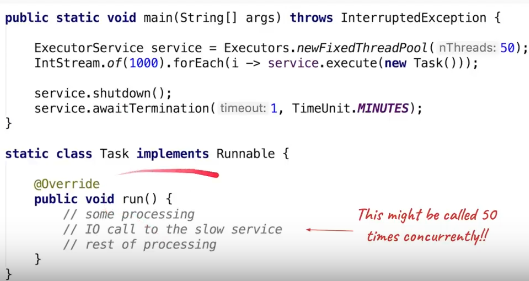 public static void main(String[] args) throws InterruptedException {
ExecutorService service = Executors.newFixedThreadPool( nThreads: 50);
IntStream.of(1000).forEach(i -> service.execute(new Task()));
service.shutdown();
service.awaitTermination( timeout: 1, TimeUnit.MINUTES);
}
static class Task implements Runnable {
@Override
public void run() {
// some processing
// IO call to the slow service
// rest of processing
}
}
This might be called 50
times concurrently!!